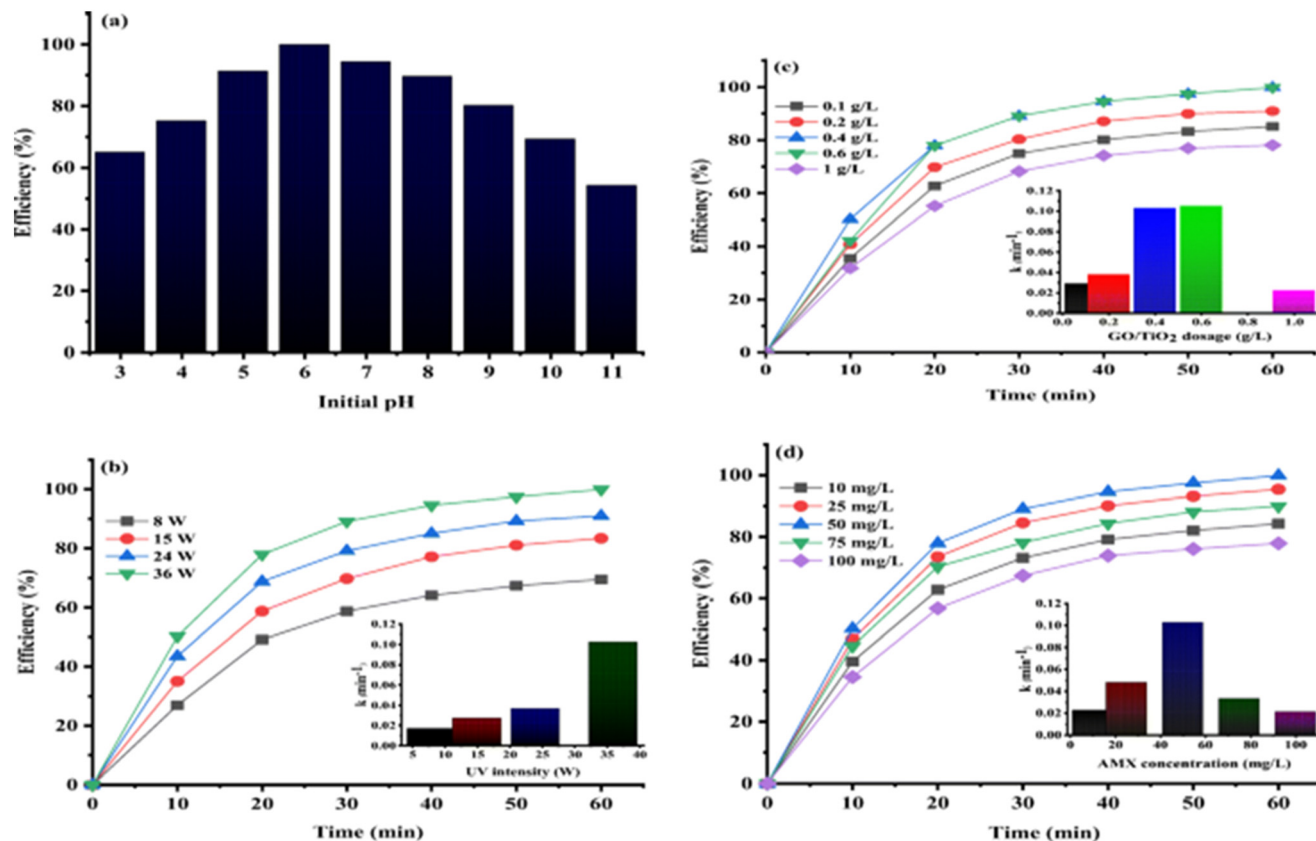 (a)
100
80
60
40
20
0
Efficiency (%)
3 4 5 6 7 8 9 10 11
Initial pH
(c)
100
80
60
40
20
0
Efficiency (%)
0.1 g/L
0.2 g/L
0.4 g/L
0.6 g/L
1 g/L
0.12
0.10
0.08
0.06
0.04
0.02
0.00
k (min-1)
0.0 0.2 0.4 0.6 0.8 1.0
GO/TiO2 dosage (g/L)
0 10 20 30 40 50 60
Time (min)
(b)
100
80
60
40
20
0
Efficiency (%)
8 W
15 W
24 W
36 W
0.12
0.10
0.08
0.06
0.04
0.02
0.00
k (min-1)
5 10 15 20 25 30 35 40
UV intensity (W)
0 10 20 30 40 50 60
Time (min)
(d)
100
80
60
40
20
0
Efficiency (%)
10 mg/L
25 mg/L
50 mg/L
75 mg/L
100 mg/L
0.12
0.10
0.08
0.06
0.04
0.02
0.00
k (min-1)
0 20 40 60 80 100
AMX concentration (mg/L)
0 10 20 30 40 50 60
Time (min)